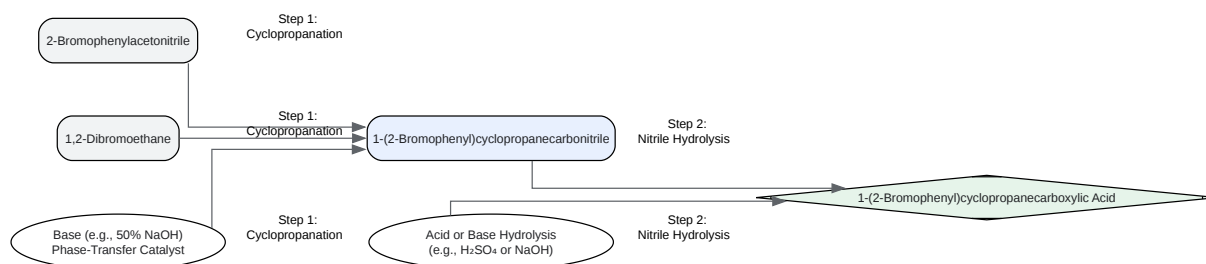 Step 1:
Cyclopropanation
2-Bromophenylacetonitrile
Step 1:
Cyclopropanation
1,2-Dibromoethane
1-(2-Bromophenyl)cyclopropanecarbonitrile
Step 2:
Nitrile Hydrolysis
1-(2-Bromophenyl)cyclopropanecarboxylic Acid
Base (e.g., 50% NaOH)
Phase-Transfer Catalyst
Step 1:
Cyclopropanation
Acid or Base Hydrolysis
(e.g., H₂SO₄ or NaOH)
Step 2:
Nitrile Hydrolysis